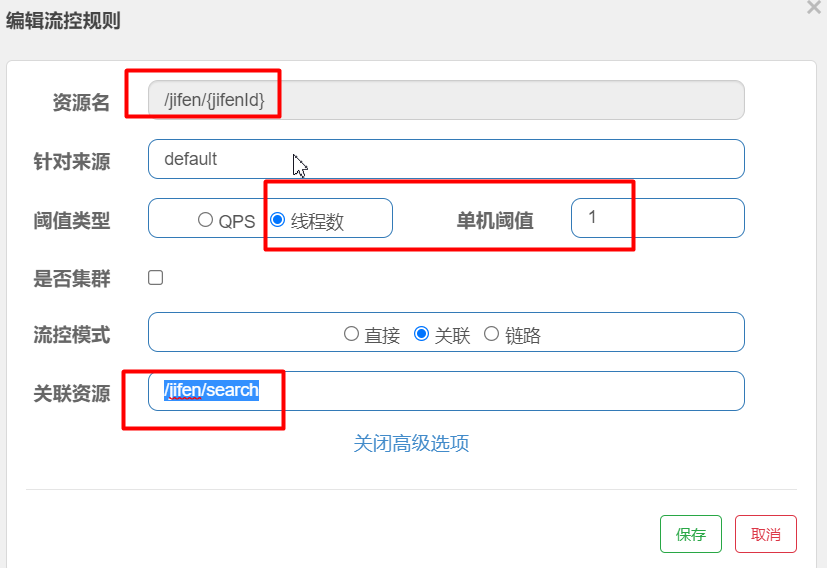 编辑流控规则
资源名 /jifen/{jifenId}
针对来源 default
阈值类型 QPS 线程数 单机阈值 1
是否集群
流控模式 直接 关联 链路
关联资源 /jifen/search
关闭高级选项
保存 取消